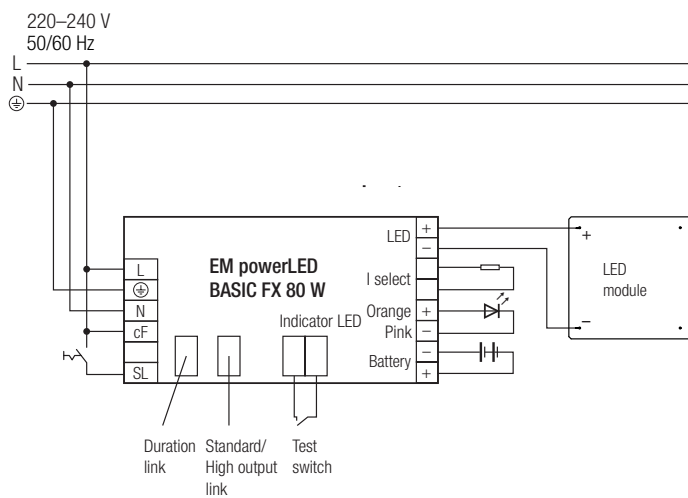 220–240 V
50/60 Hz
L
N
LED
+
−
EM powerLED
BASIC FX 80 W
L
N
cF
SL
I select
Orange
+
Pink
−
Indicator LED
Battery
−
+
+
LED
module
−
Duration
link
Standard/
High output
link
Test
switch